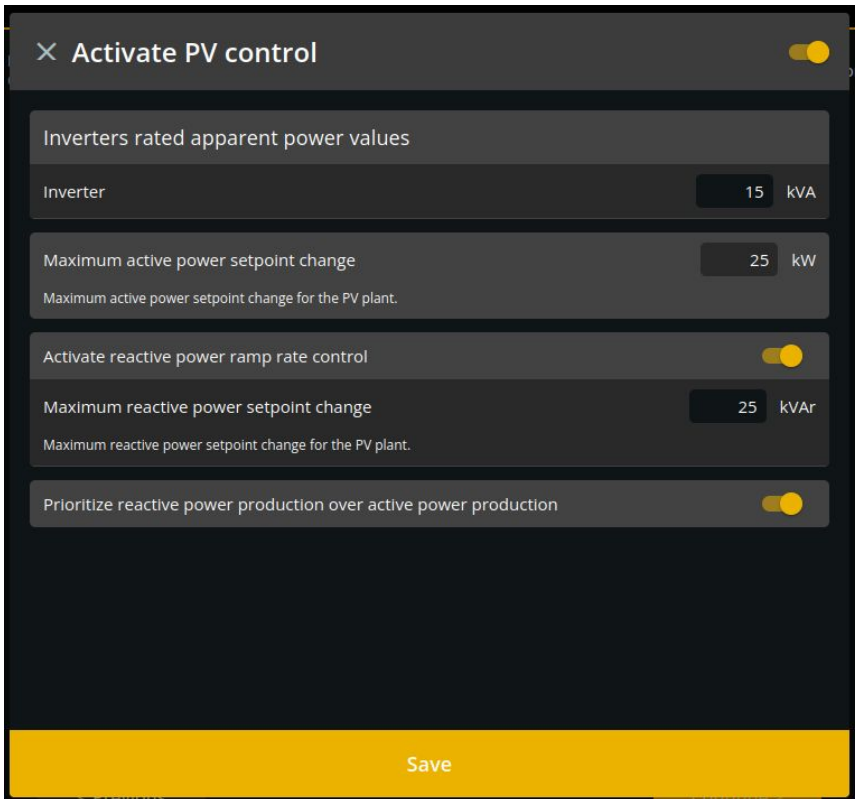 Activate PV control
Inverters rated apparent power values
Inverter 15 kVA
Maximum active power setpoint change 25 kW
Maximum active power setpoint change for the PV plant.
Activate reactive power ramp rate control
Maximum reactive power setpoint change 25 kVAr
Maximum reactive power setpoint change for the PV plant.
Prioritize reactive power production over active power production
Save